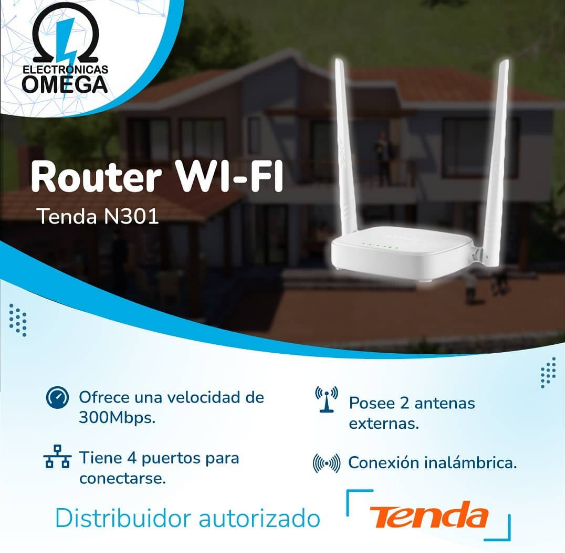 ELECTRÓNICAS
OMEGA
Router WI-FI
Tenda N301
Ofrece una velocidad de
300Mbps.
Posee 2 antenas
externas.
Tiene 4 puertos para
conectarse.
Conexión inalámbrica.
Distribuidor autorizado
Tenda